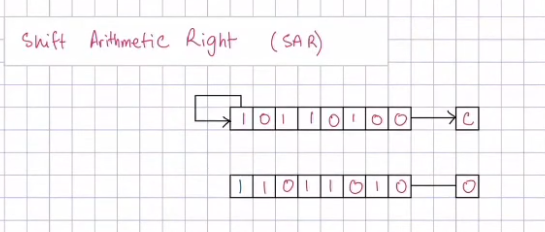 Shift Arithmetic Right (SAR)
1 0 1 1 0 1 0 0 C
1 1 0 1 1 0 1 0 0